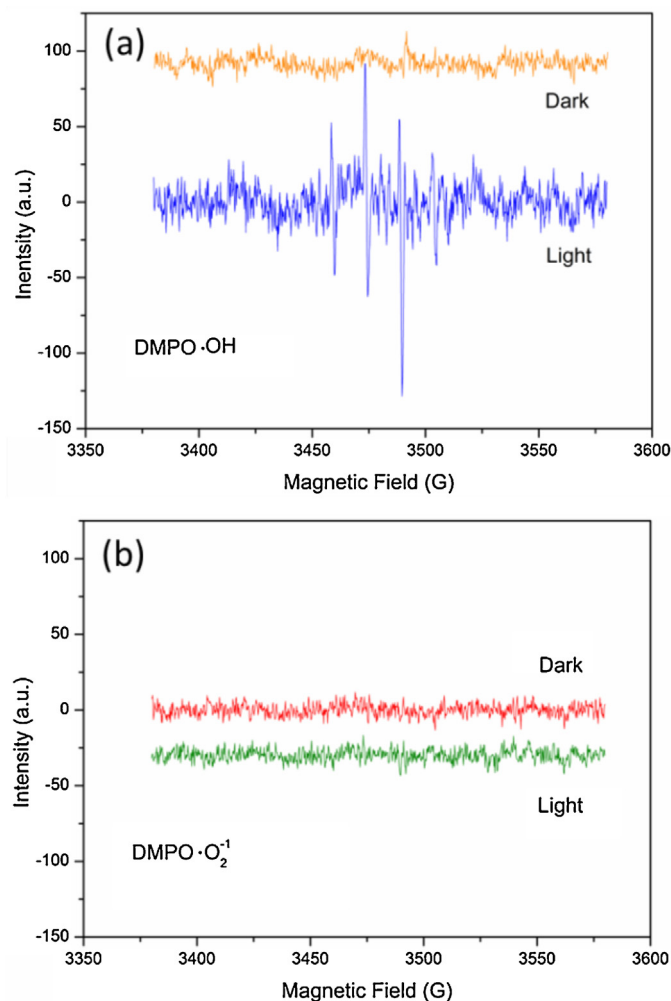 (a)
100
50
0
-50
-100
-150
Inentsity (a.u.)
Dark
Light
DMPO·OH
3350 3400 3450 3500 3550 3600
Magnetic Field (G)
(b)
100
50
0
-50
-100
-150
Intensity (a.u.)
Dark
Light
DMPO·O₂⁻¹
3350 3400 3450 3500 3550 3600
Magnetic Field (G)